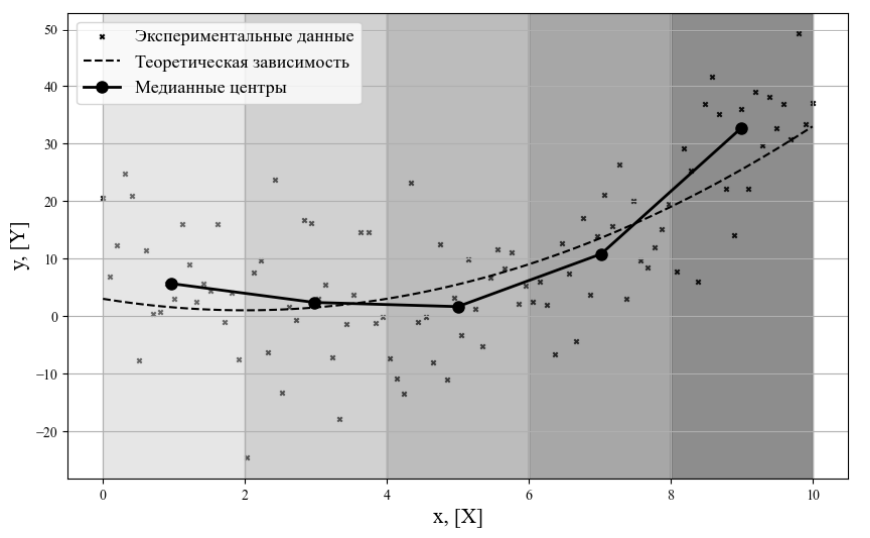 Экспериментальные данные
Теоретическая зависимость
Медианные центры
50
40
30
20
10
0
−10
−20
y, [Y]
0 2 4 6 8 10
x, [X]